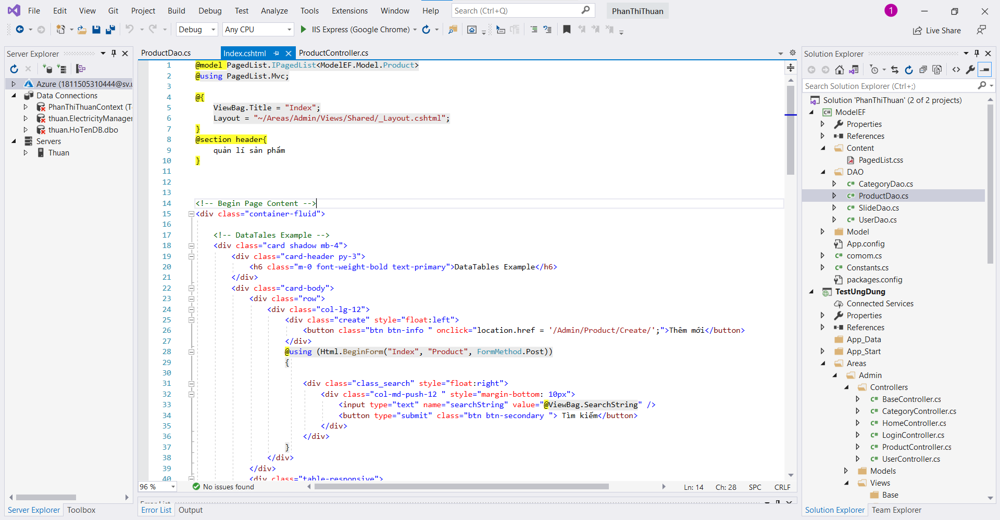 File Edit View Git Project Build Debug Test Analyze Tools Extensions Window Help Search (Ctrl+Q) PhanThiThuan 1
Debug Any CPU IIS Express (Google Chrome) Live Share
Server Explorer
Azure (1811505310444@sv.u
Data Connections
PhanThiThuanContext (T
thuan.ElectricityManager
thuan.HoTenDB.dbo
Servers
Thuan
Server Explorer Toolbox
ProductDao.cs Index.cshtml ProductController.cs
1 @model PagedList.IPagedList<ModelEF.Model.Product>
2 @using PagedList.Mvc;
3
4 @{
5 ViewBag.Title = "Index";
6 Layout = "~/Areas/Admin/Views/Shared/_Layout.cshtml";
7 }
8 @section header{
9 quản lí sản phẩm
10 }
11
12
13
14 <!-- Begin Page Content -->
15 <div class="container-fluid">
16
17 <!-- DataTales Example -->
18 <div class="card shadow mb-4">
19 <div class="card-header py-3">
20 <h6 class="m-0 font-weight-bold text-primary">DataTables Example</h6>
21 </div>
22 <div class="card-body">
23 <div class="row">
24 <div class="col-lg-12">
25 <div class="create" style="float:left">
26 <button class="btn btn-info " onclick="location.href = '/Admin/Product/Create/';">Thêm mới</button>
27 </div>
28 @using (Html.BeginForm("Index", "Product", FormMethod.Post))
29 {
30
31 <div class="class_search" style="float:right">
32 <div class="col-md-push-12 " style="margin-bottom: 10px">
33 <input type="text" name="searchString" value="@ViewBag.SearchString" />
34 <button type="submit" class="btn btn-secondary "> Tìm kiếm</button>
35 </div>
36 </div>
37 }
38 </div>
39 </div>
40 <div class="table-responsive">
96 % No issues found Ln: 14 Ch: 28 SPC CRLF
Error List
Error List Output
Solution Explorer
Search Solution Explorer (Ctrl+;)
Solution 'PhanThiThuan' (2 of 2 projects)
ModelEF
Properties
References
Content
PagedList.css
DAO
CategoryDao.cs
ProductDao.cs
SlideDao.cs
UserDao.cs
Model
App.config
comom.cs
Constants.cs
packages.config
TestUngDung
Connected Services
Properties
References
App_Data
App_Start
Areas
Admin
Controllers
BaseController.cs
CategoryController.cs
HomeController.cs
LoginController.cs
ProductController.cs
UserController.cs
Models
Views
Base
Solution Explorer Team Explorer